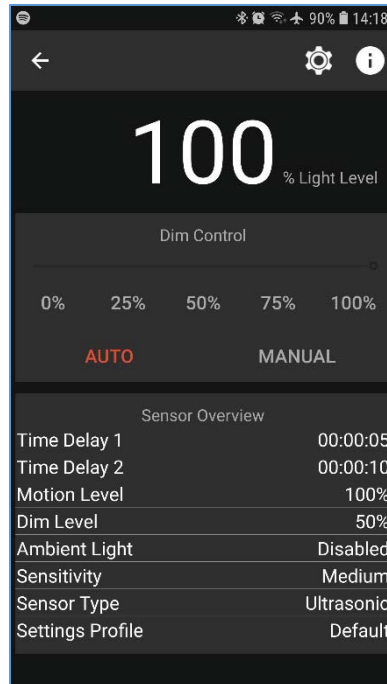 90% 14:18
100 % Light Level
Dim Control
0% 25% 50% 75% 100%
AUTO MANUAL
Sensor Overview
Time Delay 1 00:00:05
Time Delay 2 00:00:10
Motion Level 100%
Dim Level 50%
Ambient Light Disabled
Sensitivity Medium
Sensor Type Ultrasonic
Settings Profile Default